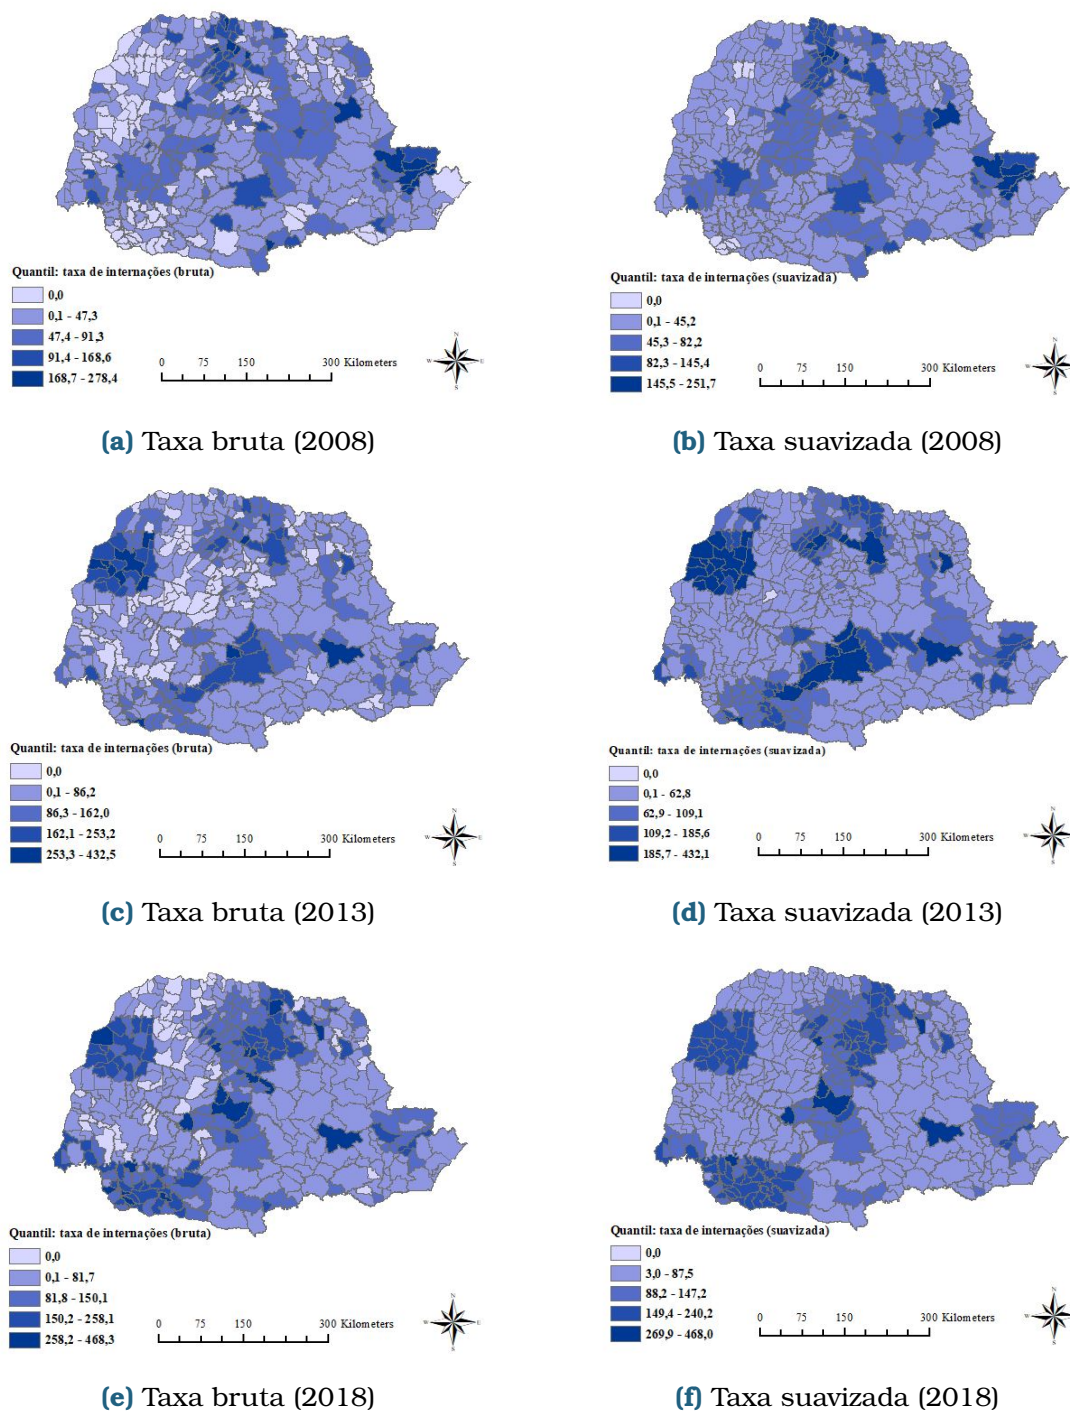 Quantil: taxa de internações (bruta)
0,0
0,1 - 47,3
47,4 - 91,3
91,4 - 168,6
168,7 - 278,4
0 75 150 300 Kilometers
N
W E
S
(a) Taxa bruta (2008)
Quantil: taxa de internações (suavizada)
0,0
0,1 - 45,2
45,3 - 82,2
82,3 - 145,4
145,5 - 251,7
0 75 150 300 Kilometers
N
W E
S
(b) Taxa suavizada (2008)
Quantil: taxa de internações (bruta)
0,0
0,1 - 86,2
86,3 - 162,0
162,1 - 253,2
253,3 - 432,5
0 75 150 300 Kilometers
N
W E
S
(c) Taxa bruta (2013)
Quantil: taxa de internações (suavizada)
0,0
0,1 - 62,8
62,9 - 109,1
109,2 - 185,6
185,7 - 432,1
0 75 150 300 Kilometers
N
W E
S
(d) Taxa suavizada (2013)
Quantil: taxa de internações (bruta)
0,0
0,1 - 81,7
81,8 - 150,1
150,2 - 258,1
258,2 - 468,3
0 75 150 300 Kilometers
N
W E
S
(e) Taxa bruta (2018)
Quantil: taxa de internações (suavizada)
0,0
3,0 - 87,5
88,2 - 147,2
149,4 - 240,2
269,9 - 468,0
0 75 150 300 Kilometers
N
W E
S
(f) Taxa suavizada (2018)